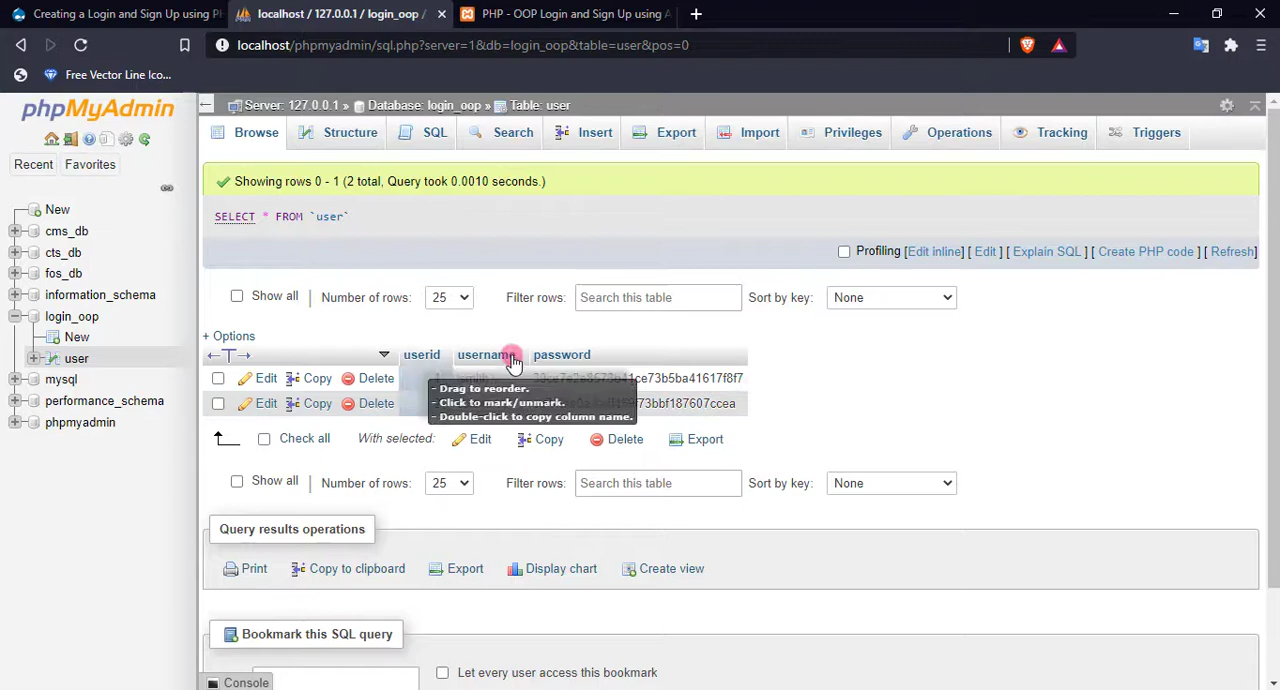 Creating a Login and Sign Up using P
localhost / 127.0.0.1 / login_oop /
PHP - OOP Login and Sign Up using A
localhost/phpmyadmin/sql.php?server=1&db=login_oop&table=user&pos=0
Free Vector Line Ico...
phpMyAdmin
Recent
Favorites
New
cms_db
cts_db
fos_db
information_schema
login_oop
New
user
mysql
performance_schema
phpmyadmin
Server: 127.0.0.1 » Database: login_oop » Table: user
Browse
Structure
SQL
Search
Insert
Export
Import
Privileges
Operations
Tracking
Triggers
Showing rows 0 - 1 (2 total, Query took 0.0010 seconds.)
SELECT * FROM `user`
Profiling [Edit inline] [ Edit ] [ Explain SQL ] [ Create PHP code ] [ Refresh]
Show all | Number of rows: 25 Filter rows: Search this table Sort by key: None
+ Options
←T→ userid username password
Edit Copy Delete
Edit Copy Delete
- Drag to reorder.
- Click to mark/unmark.
- Double-click to copy column name.
Check all With selected: Edit Copy Delete Export
Show all | Number of rows: 25 Filter rows: Search this table Sort by key: None
Query results operations
Print Copy to clipboard Export Display chart Create view
Bookmark this SQL query
Let every user access this bookmark
Console